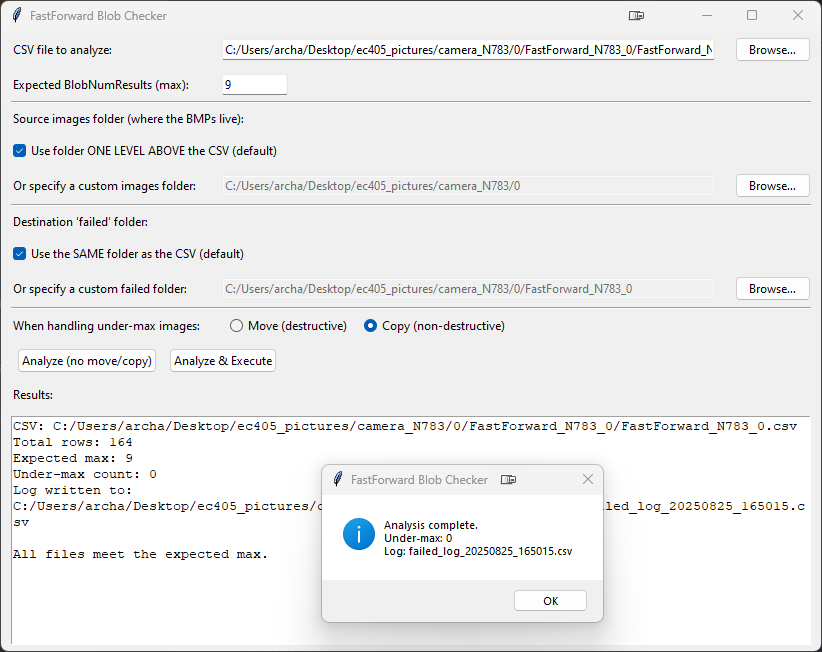 FastForward Blob Checker
CSV file to analyze: C:/Users/archa/Desktop/ec405_pictures/camera_N783/0/FastForward_N783_0/FastForward_N Browse...
Expected BlobNumResults (max): 9
Source images folder (where the BMPs live):
Use folder ONE LEVEL ABOVE the CSV (default)
Or specify a custom images folder: C:/Users/archa/Desktop/ec405_pictures/camera_N783/0 Browse...
Destination 'failed' folder:
Use the SAME folder as the CSV (default)
Or specify a custom failed folder: C:/Users/archa/Desktop/ec405_pictures/camera_N783/0/FastForward_N783_0 Browse...
When handling under-max images: Move (destructive) Copy (non-destructive)
Analyze (no move/copy) Analyze & Execute
Results:
CSV: C:/Users/archa/Desktop/ec405_pictures/camera_N783/0/FastForward_N783_0/FastForward_N783_0.csv
Total rows: 164
Expected max: 9
Under-max count: 0
Log written to:
C:/Users/archa/Desktop/ec405_pictures/ led_log_20250825_165015.c
sv
All files meet the expected max.
FastForward Blob Checker
Analysis complete.
Under-max: 0
Log: failed_log_20250825_165015.csv
OK